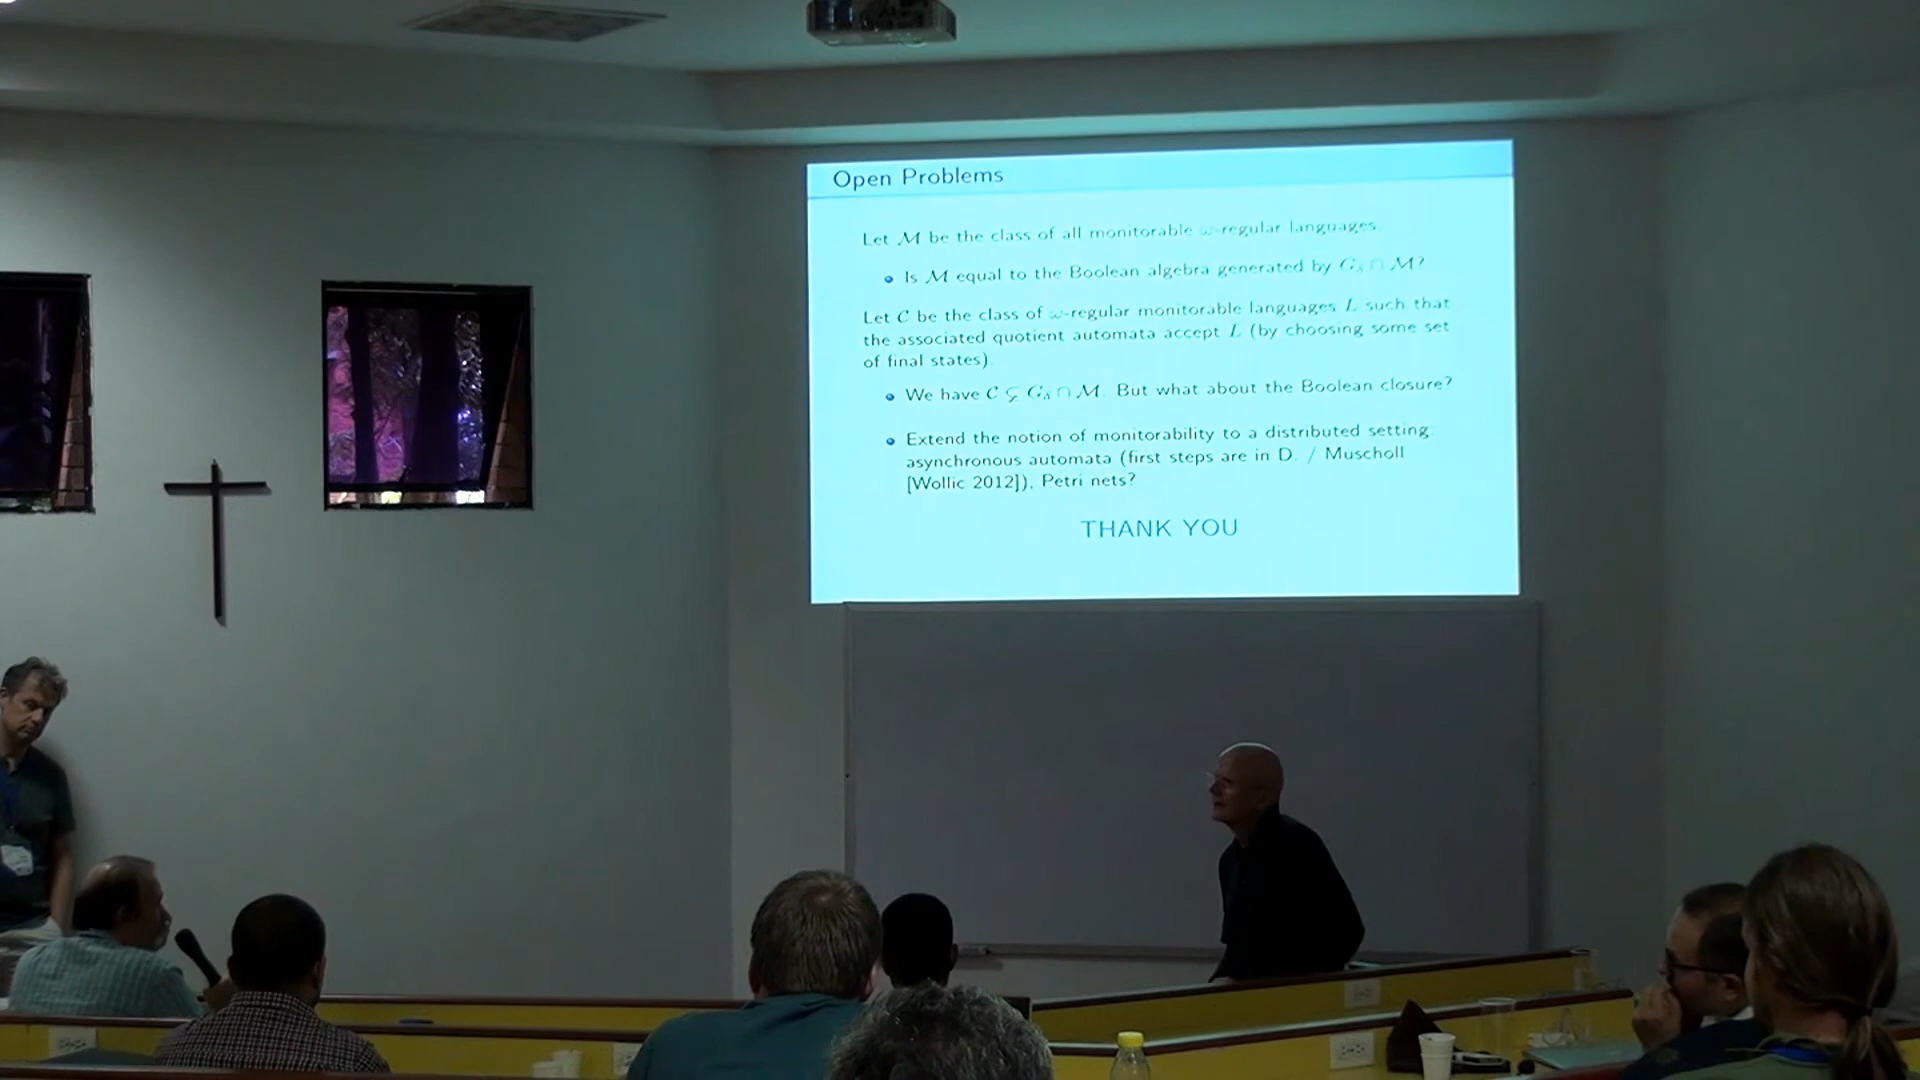 Open Problems
Let ℳ be the class of all monitorable ω-regular languages.
• Is ℳ equal to the Boolean algebra generated by G_δ ∩ ℳ?
Let 𝒞 be the class of ω-regular monitorable languages L such that
the associated quotient automata accept L (by choosing some set
of final states).
• We have 𝒞 ⊊ G_δ ∩ ℳ. But what about the Boolean closure?
• Extend the notion of monitorability to a distributed setting:
asynchronous automata (first steps are in D. / Muscholl
[Wollic 2012]), Petri nets?
THANK YOU